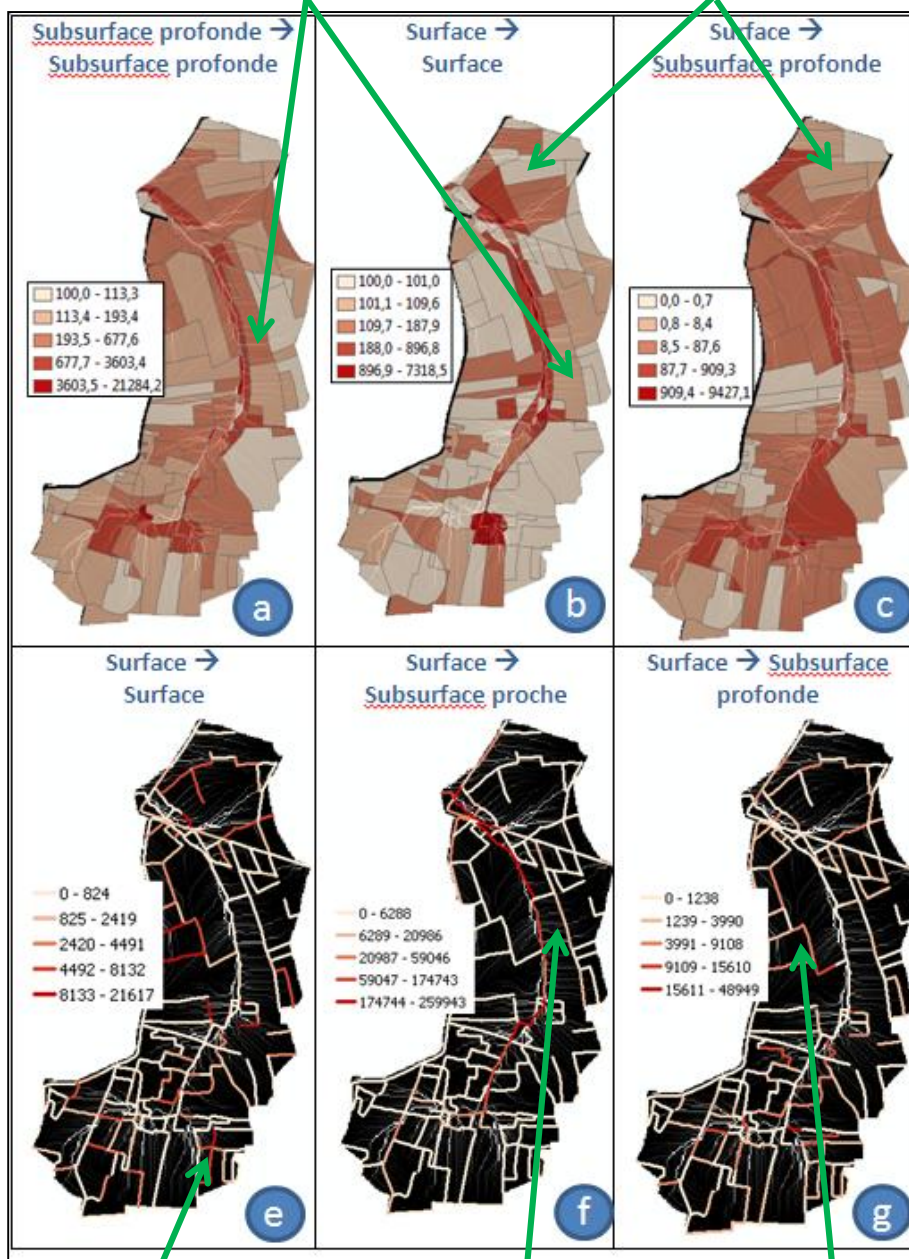 Subsurface profonde →
Subsurface profonde
100,0 - 113,3
113,4 - 193,4
193,5 - 677,6
677,7 - 3603,4
3603,5 - 21284,2
a
Surface →
Surface
100,0 - 101,0
101,1 - 109,6
109,7 - 187,9
188,0 - 896,8
896,9 - 7318,5
b
Surface →
Subsurface profonde
0,0 - 0,7
0,8 - 8,4
8,5 - 87,6
87,7 - 909,3
909,4 - 9427,1
c
Surface →
Surface
0 - 824
825 - 2419
2420 - 4491
4492 - 8132
8133 - 21617
e
Surface →
Subsurface proche
0 - 6288
6289 - 20986
20987 - 59046
59047 - 174743
174744 - 259943
f
Surface → Subsurface
profonde
0 - 1238
1239 - 3990
3991 - 9108
9109 - 15610
15611 - 48949
g